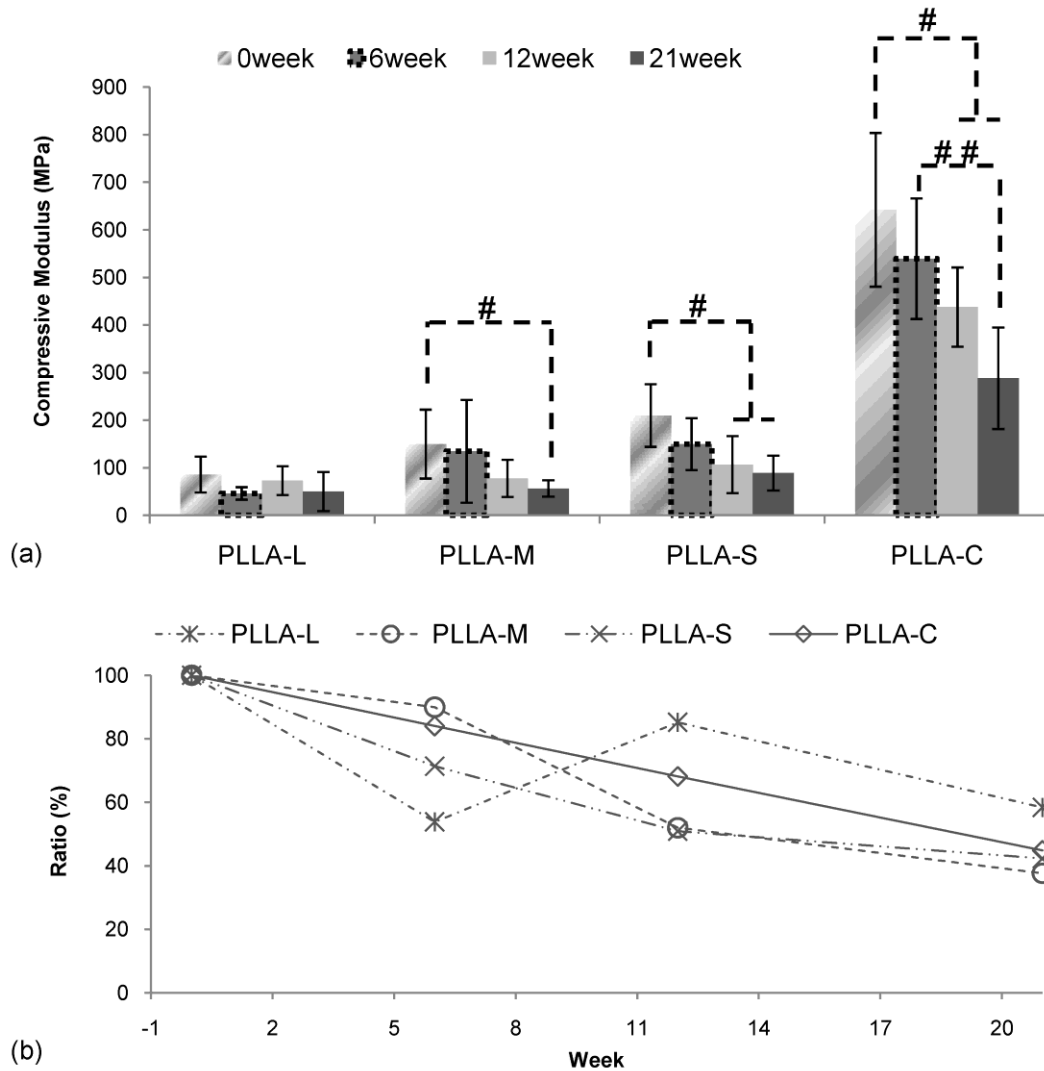 #
0week 6week 12week 21week
900
800
# #
700
600
500
400
# #
300
200
100
0
Compressive Modulus (MPa)
(a) PLLA-L PLLA-M PLLA-S PLLA-C
PLLA-L PLLA-M PLLA-S PLLA-C
100
80
60
40
20
0
Ratio (%)
-1 2 5 8 11 14 17 20
(b) Week